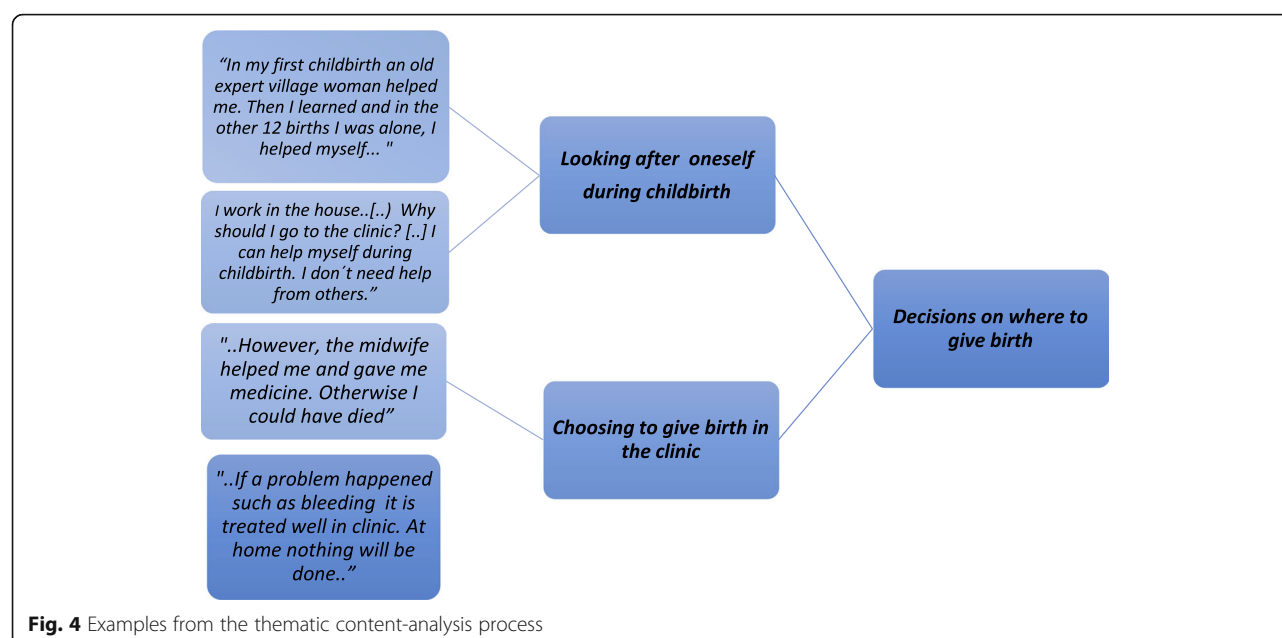 “In my first childbirth an old
expert village woman helped
me. Then I learned and in the
other 12 births I was alone, I
helped myself... "
I work in the house..[..)  Why
should I go to the clinic? [..] I
can help myself during
childbirth. I don´t need help
from others.”
"..However, the midwife
helped me and gave me
medicine. Otherwise I
could have died”
"..If a problem happened
such as bleeding  it is
treated well in clinic. At
home nothing will be
done..”
Looking after  oneself
during childbirth
Choosing to give birth in
the clinic
Decisions on where to
give birth
Fig. 4 Examples from the thematic content-analysis process